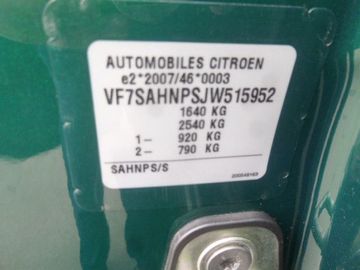 AUTOMOBILES CITROEN
e2*2007/46*0003
VF7SAHNPSJW515952
1640 KG
2540 KG
1- 920 KG
2- 790 KG
SAHNPS/S